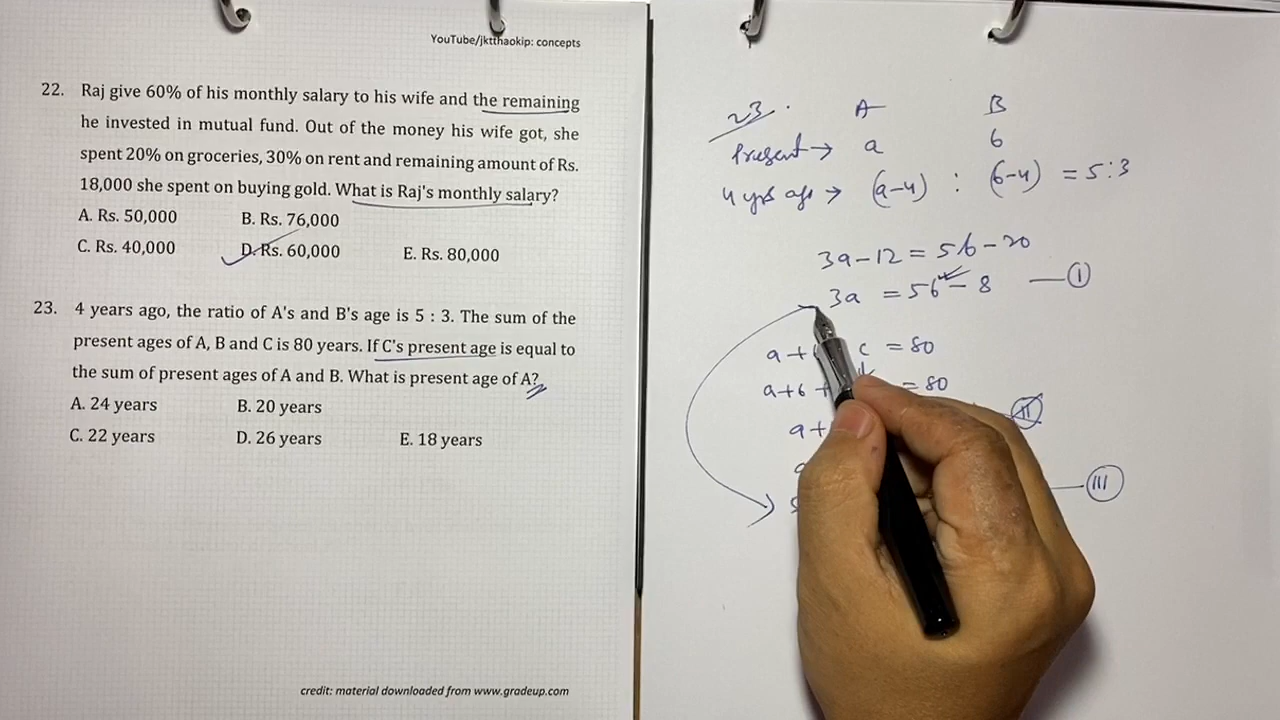 YouTube/jktthaokip: concepts
22. Raj give 60% of his monthly salary to his wife and the remaining
he invested in mutual fund. Out of the money his wife got, she
spent 20% on groceries, 30% on rent and remaining amount of Rs.
18,000 she spent on buying gold. What is Raj's monthly salary?
A. Rs. 50,000 B. Rs. 76,000
C. Rs. 40,000 D. Rs. 60,000 E. Rs. 80,000
23. 4 years ago, the ratio of A's and B's age is 5 : 3. The sum of the
present ages of A, B and C is 80 years. If C's present age is equal to
the sum of present ages of A and B. What is present age of A?
A. 24 years B. 20 years
C. 22 years D. 26 years E. 18 years
credit: material downloaded from www.gradeup.com
23. A B
Present → a b
4 yrs ago → (a-4) : (b-4) = 5:3
3a-12 = 5b-20
3a = 5b-8 — I
a+ c = 80
a+b+ = 80
a+ II
III